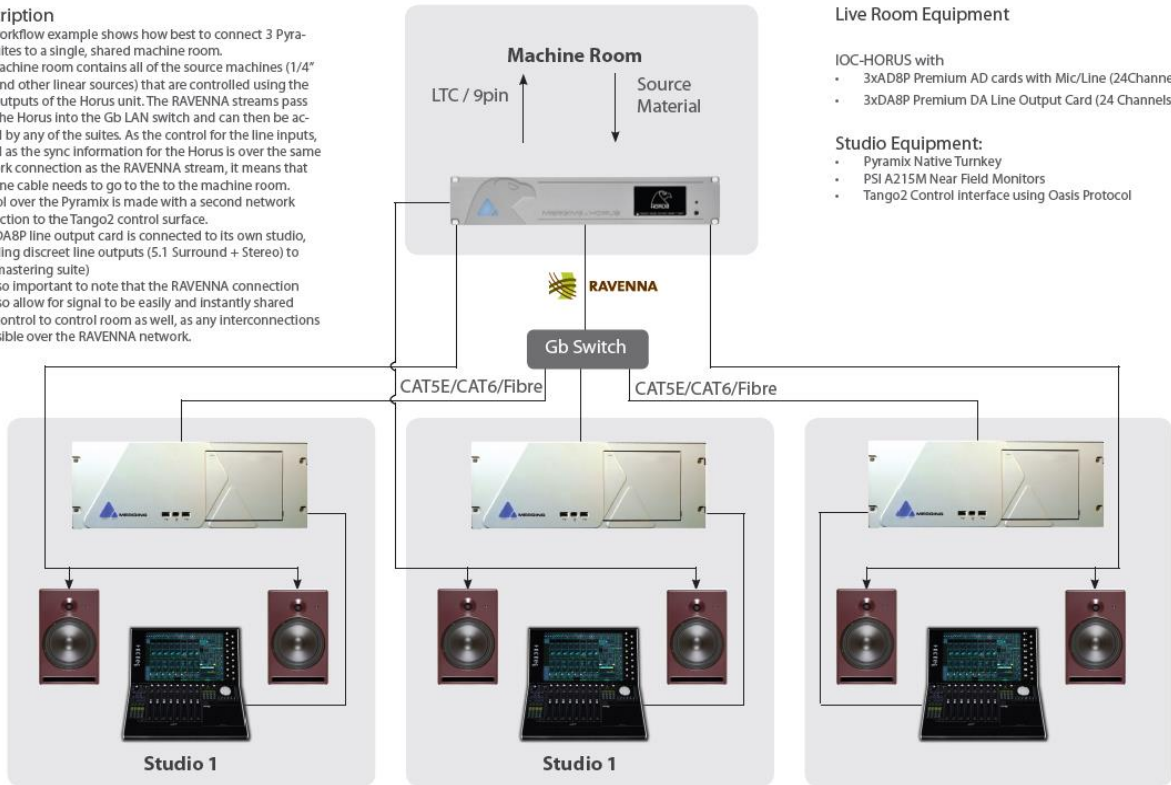 ription
orkflow example shows how best to connect 3 Pyra-
ites to a single, shared machine room.
achine room contains all of the source machines (1/4”
nd other linear sources) that are controlled using the
utputs of the Horus unit. The RAVENNA streams pass
he Horus into the Gb LAN switch and can then be ac-
d by any of the suites. As the control for the line inputs,
l as the sync information for the Horus is over the same
rk connection as the RAVENNA stream, it means that
ne cable needs to go to the to the machine room.
ol over the Pyramix is made with a second network
ction to the Tango2 control surface.
DA8P line output card is connected to its own studio,
ling discreet line outputs (5.1 Surround + Stereo) to
mastering suite)
so important to note that the RAVENNA connection
so allow for signal to be easily and instantly shared
ontrol to control room as well, as any interconnections
sible over the RAVENNA network.
Machine Room
LTC / 9pin
Source
Material
MERGING HORUS
HORUS
Live Room Equipment
IOC-HORUS with
• 3xAD8P Premium AD cards with Mic/Line (24Channe
• 3xDA8P Premium DA Line Output Card (24 Channels
Studio Equipment:
• Pyramix Native Turnkey
• PSI A215M Near Field Monitors
• Tango2 Control interface using Oasis Protocol
RAVENNA
Gb Switch
CAT5E/CAT6/Fibre
CAT5E/CAT6/Fibre
MERGING
MERGING
MERGING
Studio 1
Studio 1